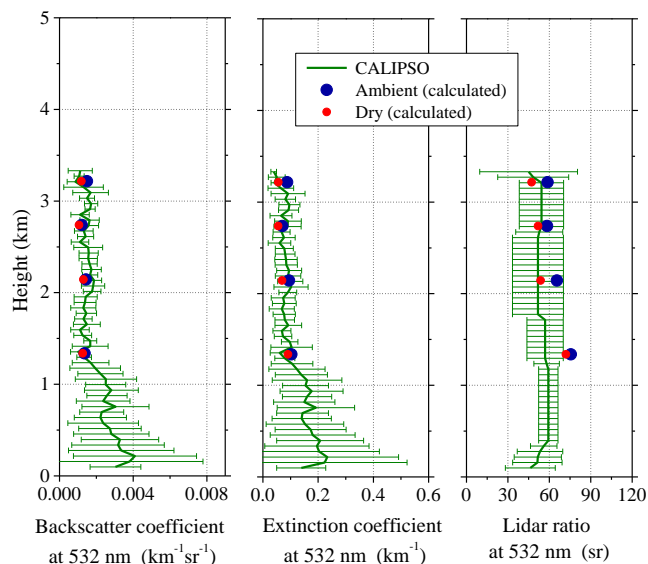 5
4
3
2
1
0
Height (km)
CALIPSO
Ambient (calculated)
Dry (calculated)
0.000 0.004 0.008
0.0 0.2 0.4 0.6
0 30 60 90 120
Backscatter coefficient
at 532 nm (km⁻¹sr⁻¹)
Extinction coefficient
at 532 nm (km⁻¹)
Lidar ratio
at 532 nm (sr)